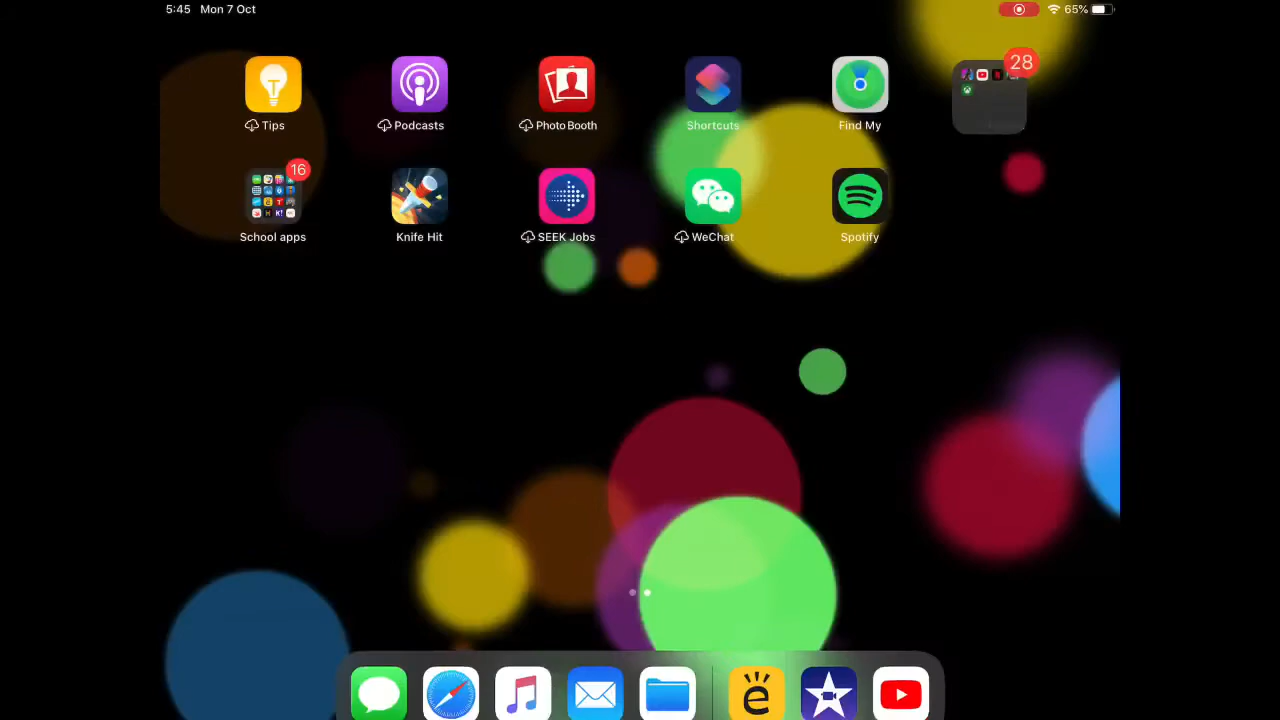 5:45 Mon 7 Oct
65%
28
Tips
Podcasts
Photo Booth
Shortcuts
Find My
16
School apps
Knife Hit
SEEK Jobs
WeChat
Spotify
e